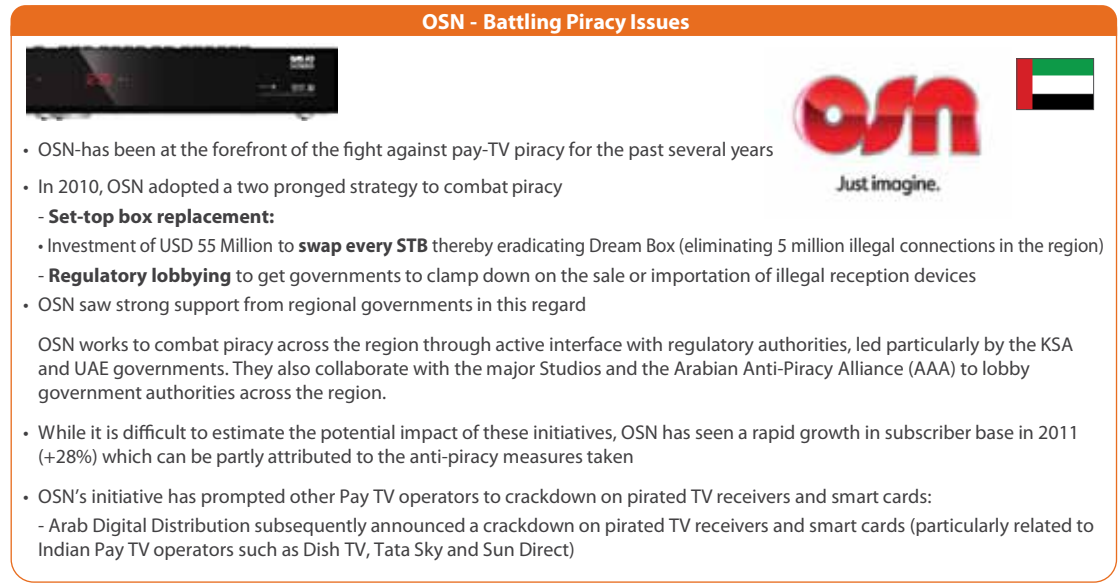 OSN - Battling Piracy Issues
osn
Just imagine.
• OSN-has been at the forefront of the fight against pay-TV piracy for the past several years
• In 2010, OSN adopted a two pronged strategy to combat piracy
- Set-top box replacement:
• Investment of USD 55 Million to swap every STB thereby eradicating Dream Box (eliminating 5 million illegal connections in the region)
- Regulatory lobbying to get governments to clamp down on the sale or importation of illegal reception devices
• OSN saw strong support from regional governments in this regard
OSN works to combat piracy across the region through active interface with regulatory authorities, led particularly by the KSA
and UAE governments. They also collaborate with the major Studios and the Arabian Anti-Piracy Alliance (AAA) to lobby
government authorities across the region.
• While it is difficult to estimate the potential impact of these initiatives, OSN has seen a rapid growth in subscriber base in 2011
(+28%) which can be partly attributed to the anti-piracy measures taken
• OSN's initiative has prompted other Pay TV operators to crackdown on pirated TV receivers and smart cards:
- Arab Digital Distribution subsequently announced a crackdown on pirated TV receivers and smart cards (particularly related to
Indian Pay TV operators such as Dish TV, Tata Sky and Sun Direct)